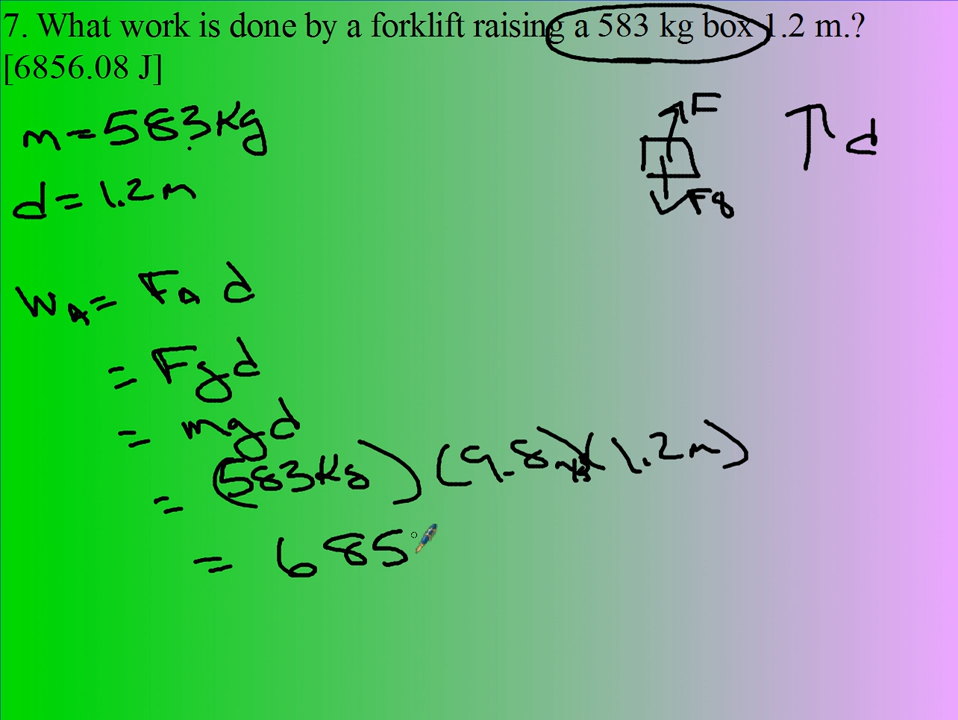 7. What work is done by a forklift raising a 583 kg box 1.2 m.?
[6856.08 J]
m = 583 kg
d = 1.2 m
F
d
Fg
WA = FA d
= Fg d
= mgd
= (583 kg) (9.8 m/s²) (1.2 m)
= 685